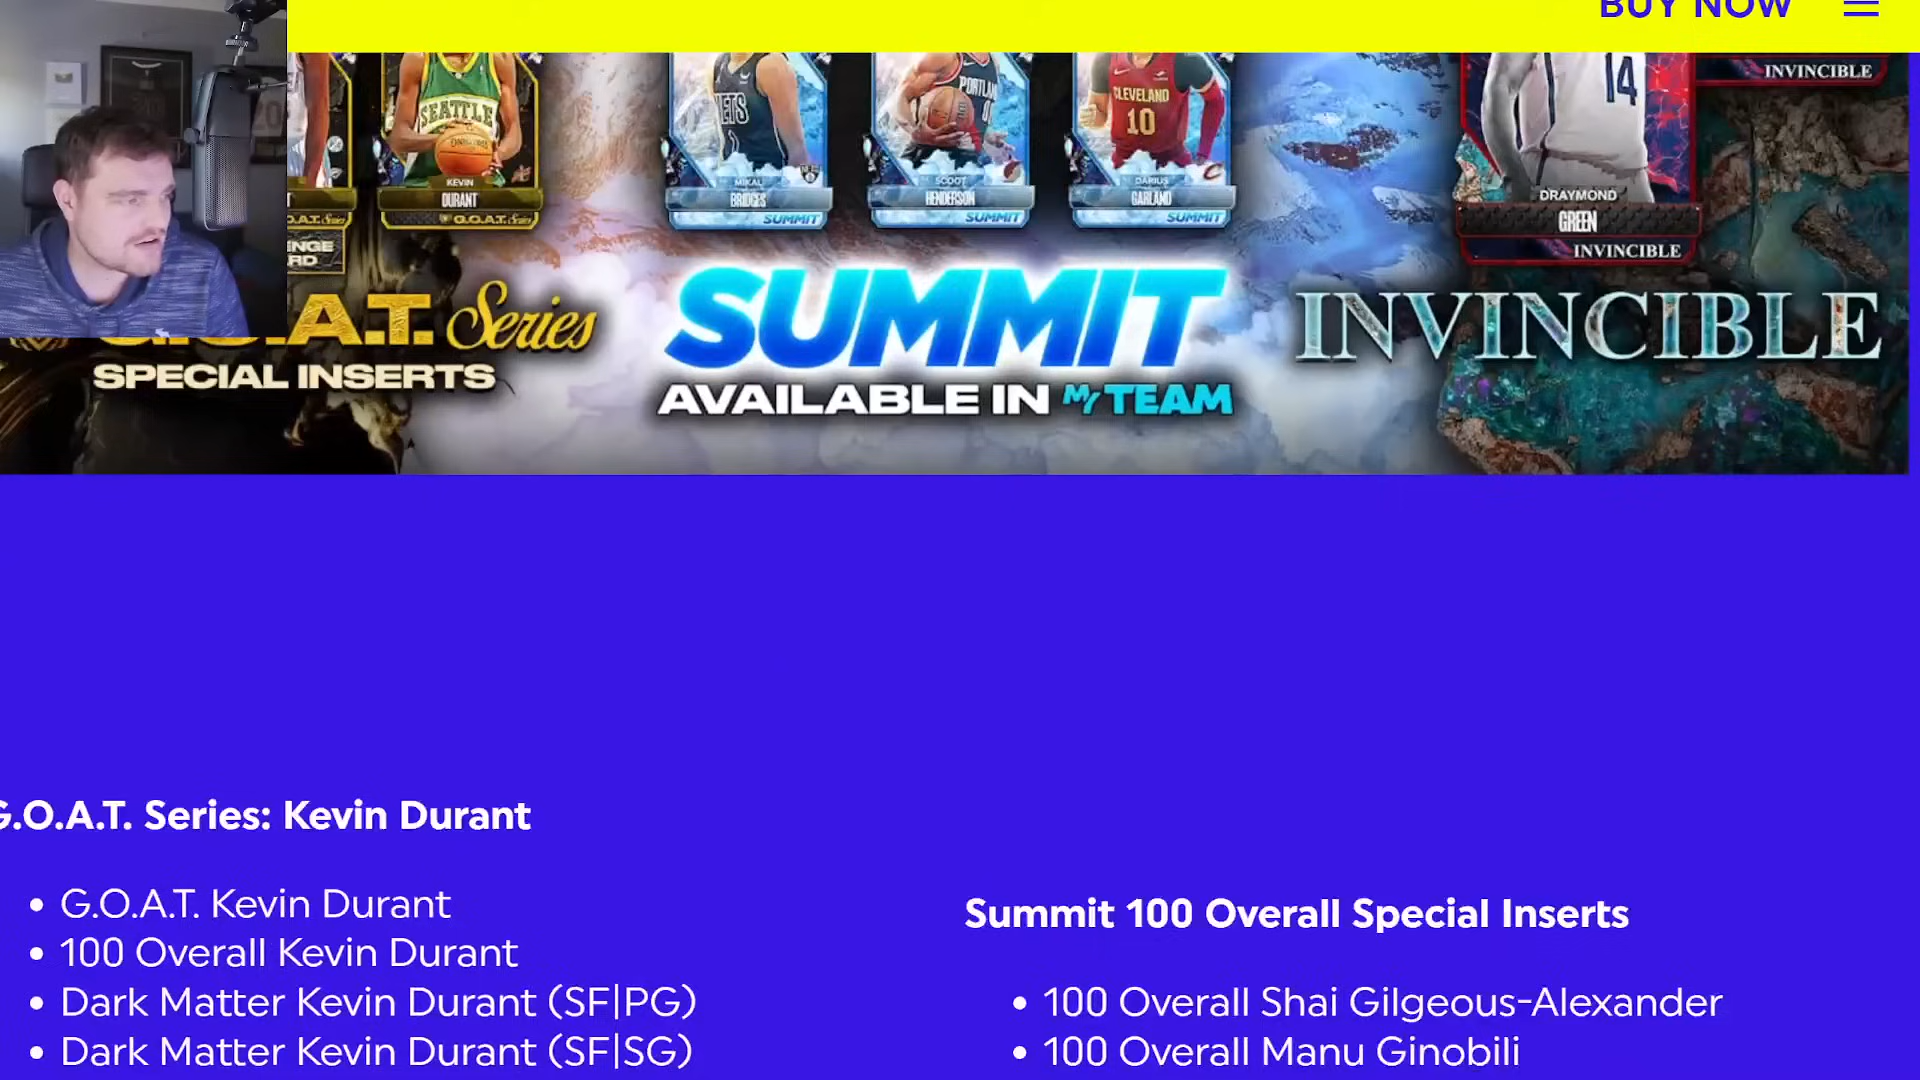 BUY NOW
INVINCIBLE
SEATTLE
KEVIN
DURANT
G.O.A.T. Series
NETS
MIKAL
BRIDGES
SUMMIT
PORTLAND
SCOOT
HENDERSON
SUMMIT
CLEVELAND
10
DARIUS
GARLAND
SUMMIT
14
DRAYMOND
GREEN
INVINCIBLE
G.O.A.T. Series
SPECIAL INSERTS
SUMMIT
AVAILABLE IN MYTEAM
INVINCIBLE
G.O.A.T. Series: Kevin Durant
• G.O.A.T. Kevin Durant
• 100 Overall Kevin Durant
• Dark Matter Kevin Durant (SF|PG)
• Dark Matter Kevin Durant (SF|SG)
Summit 100 Overall Special Inserts
• 100 Overall Shai Gilgeous-Alexander
• 100 Overall Manu Ginobili